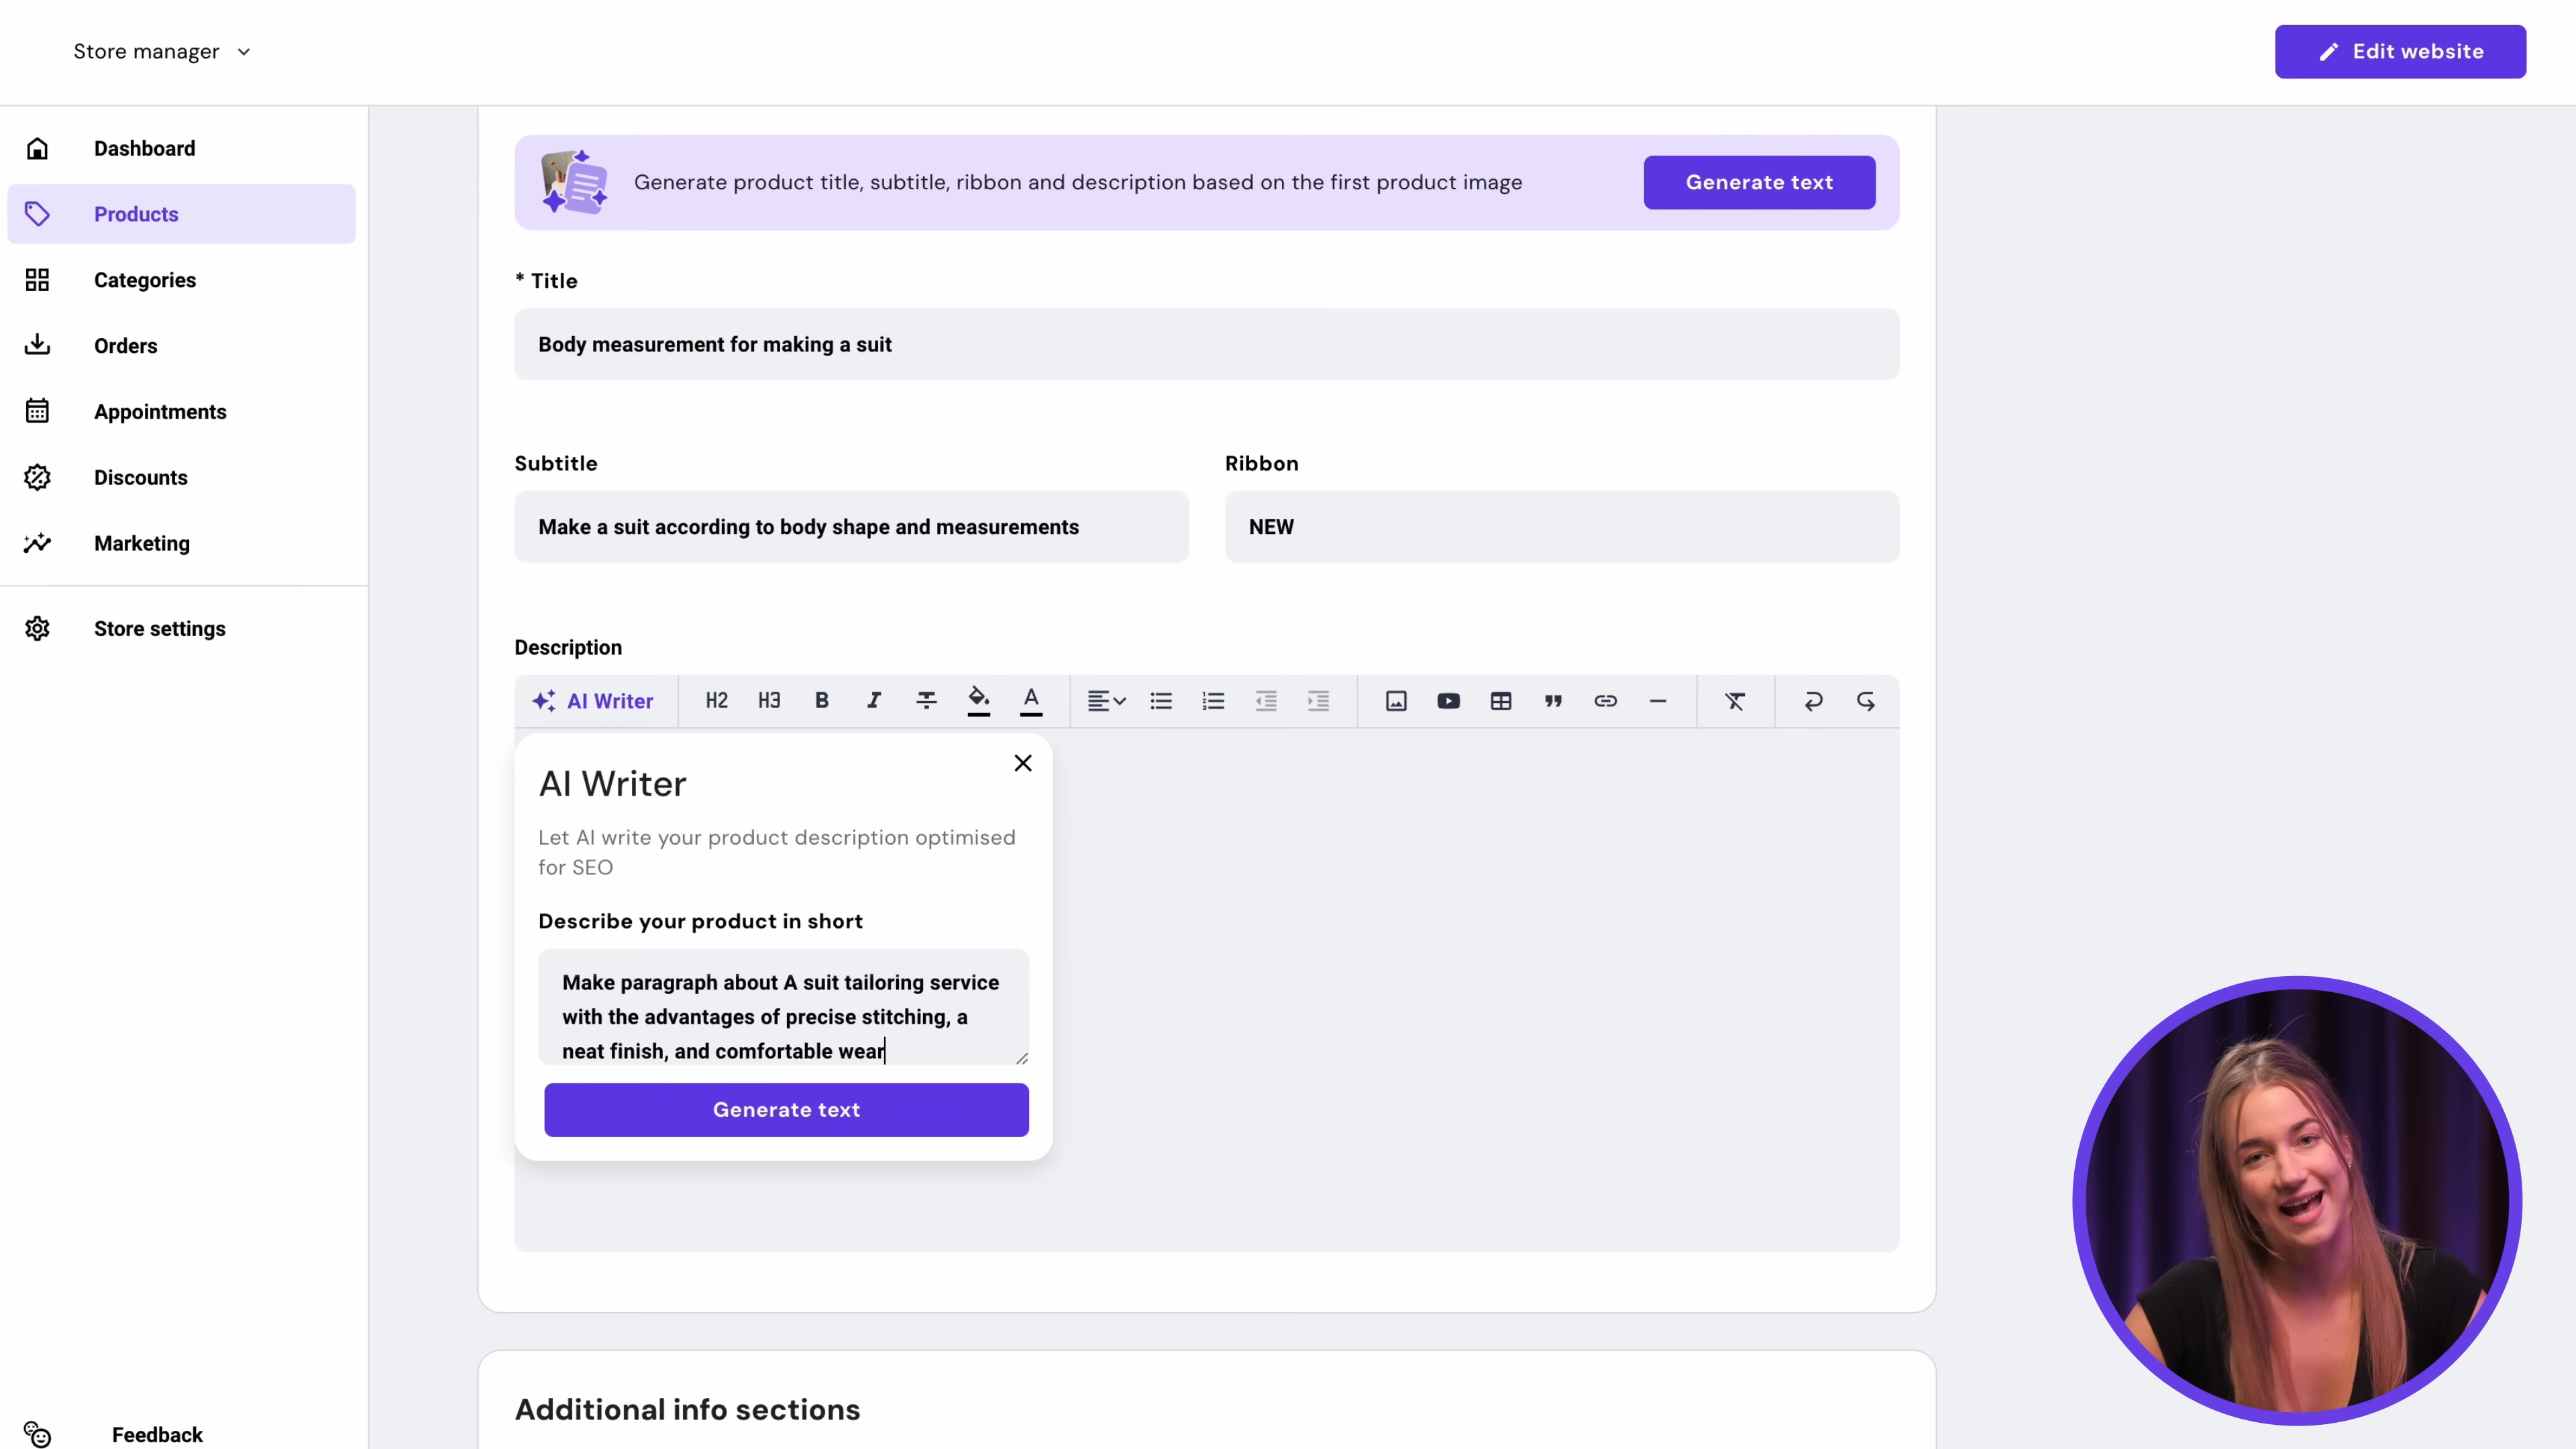 Store manager
Edit website
Dashboard
Products
Categories
Orders
Appointments
Discounts
Marketing
Store settings
Feedback
Generate product title, subtitle, ribbon and description based on the first product image
Generate text
* Title
Body measurement for making a suit
Subtitle
Ribbon
Make a suit according to body shape and measurements
NEW
Description
AI Writer
H2
H3
B
I
A
AI Writer
Let AI write your product description optimised
for SEO
Describe your product in short
Make paragraph about A suit tailoring service
with the advantages of precise stitching, a
neat finish, and comfortable wear
Generate text
Additional info sections